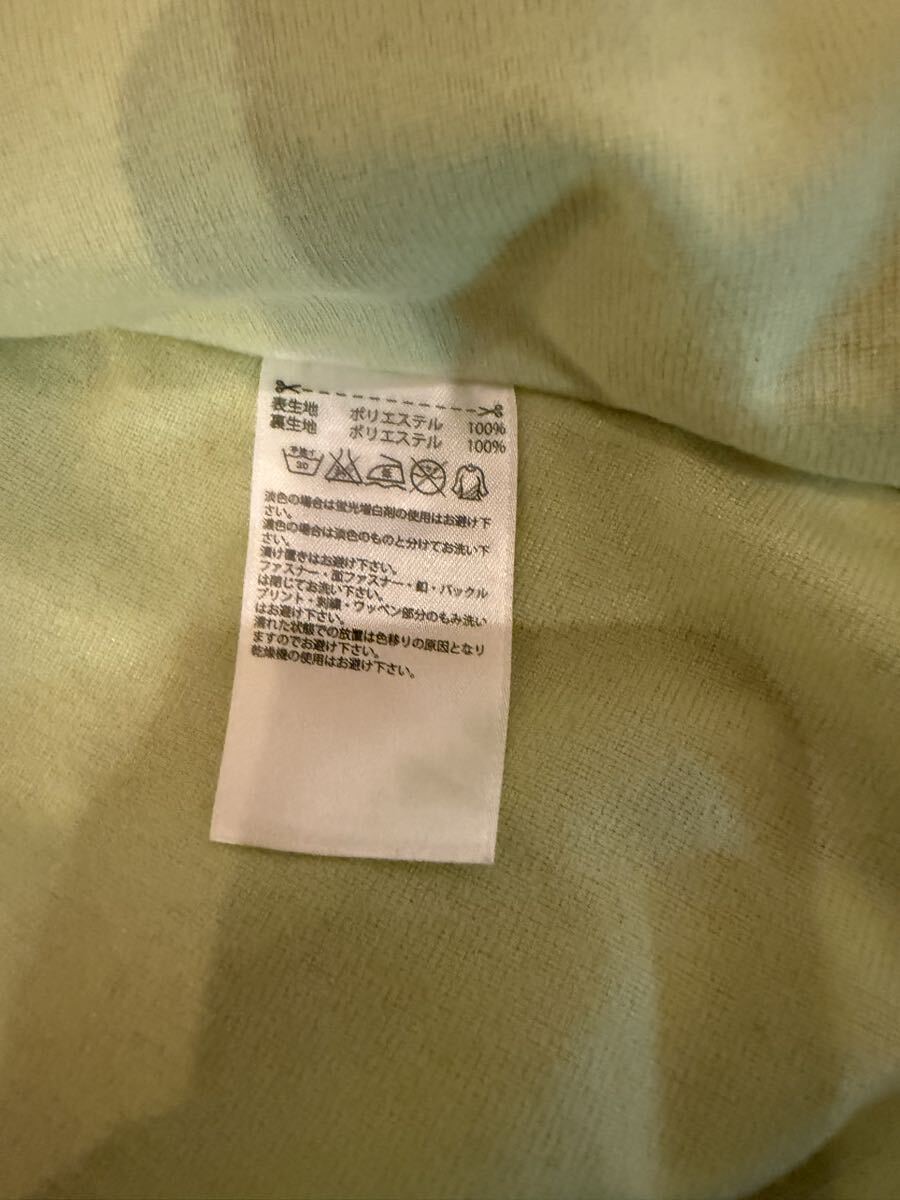 表生地 ポリエステル 100%
裏生地 ポリエステル 100%
手洗イ
30
淡色の場合は蛍光増白剤の使用はお避け下
さい。
濃色の場合は淡色のものと分けてお洗い下
さい。
漬け置きはお避け下さい。
ファスナー・面ファスナー・釦・バックル
は閉じてお洗い下さい。
プリント・刺繍・ワッペン部分のもみ洗い
はお避け下さい。
濡れた状態での放置は色移りの原因となり
ますのでお避け下さい。
乾燥機の使用はお避け下さい。